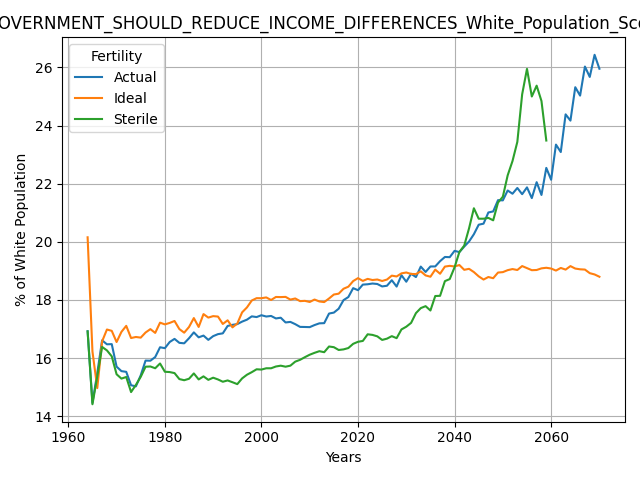 OVERNMENT_SHOULD_REDUCE_INCOME_DIFFERENCES_White_Population_Sc
Fertility
Actual
Ideal
Sterile
% of White Population
26
24
22
20
18
16
14
1960 1980 2000 2020 2040 2060
Years